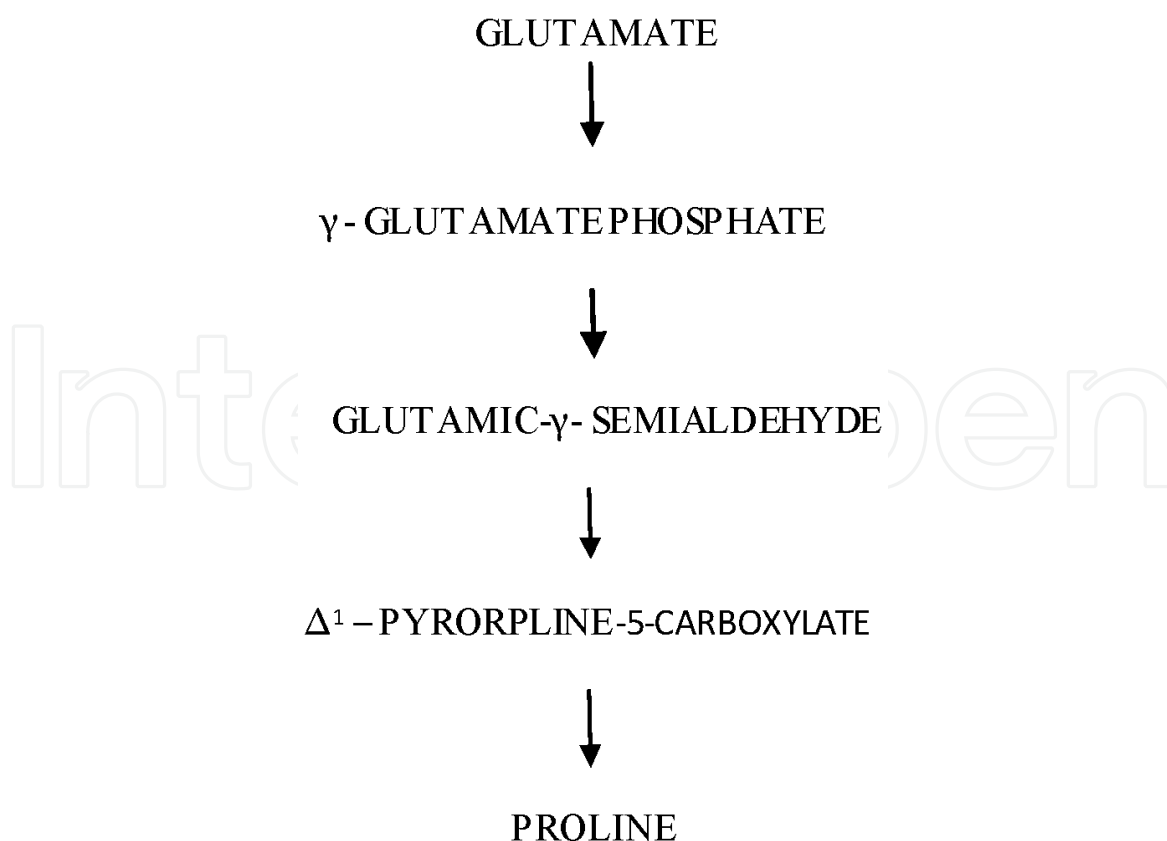 GLUTAMATE
γ - GLUTAMATE PHOSPHATE
GLUTAMIC-γ- SEMIALDEHYDE
Δ¹ – PYRORPLINE-5-CARBOXYLATE
PROLINE